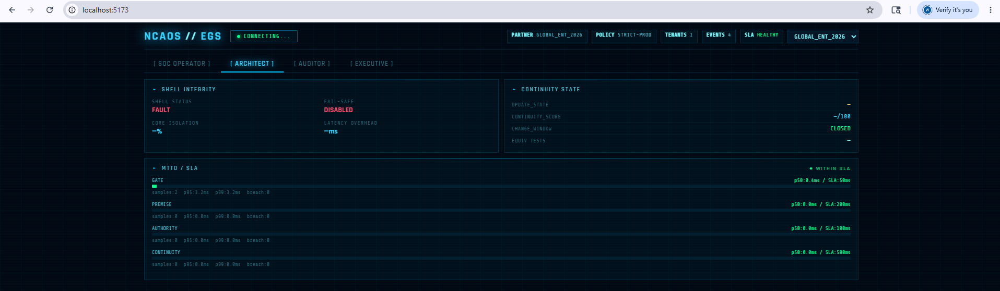 localhost:5173
Verify it's you
NCAOS // EGS
CONNECTING...
PARTNER GLOBAL_ENT_2026
POLICY STRICT-PROD
TENANTS 1
EVENTS 4
SLA HEALTHY
GLOBAL_ENT_2026
[ SOC OPERATOR ]
[ ARCHITECT ]
[ AUDITOR ]
[ EXECUTIVE ]
SHELL INTEGRITY
SHELL STATUS
FAULT
FAIL-SAFE
DISABLED
CORE ISOLATION
—%
LATENCY OVERHEAD
—ms
CONTINUITY STATE
UPDATE_STATE —
CONTINUITY_SCORE —/100
CHANGE_WINDOW CLOSED
EQUIV TESTS —
MTTD / SLA
WITHIN SLA
GATE p50:0.4ms / SLA:50ms
samples:2 p95:3.2ms p99:3.2ms breach:0
PREMISE p50:0.0ms / SLA:200ms
samples:0 p95:0.0ms p99:0.0ms breach:0
AUTHORITY p50:0.0ms / SLA:100ms
samples:0 p95:0.0ms p99:0.0ms breach:0
CONTINUITY p50:0.0ms / SLA:500ms
samples:0 p95:0.0ms p99:0.0ms breach:0